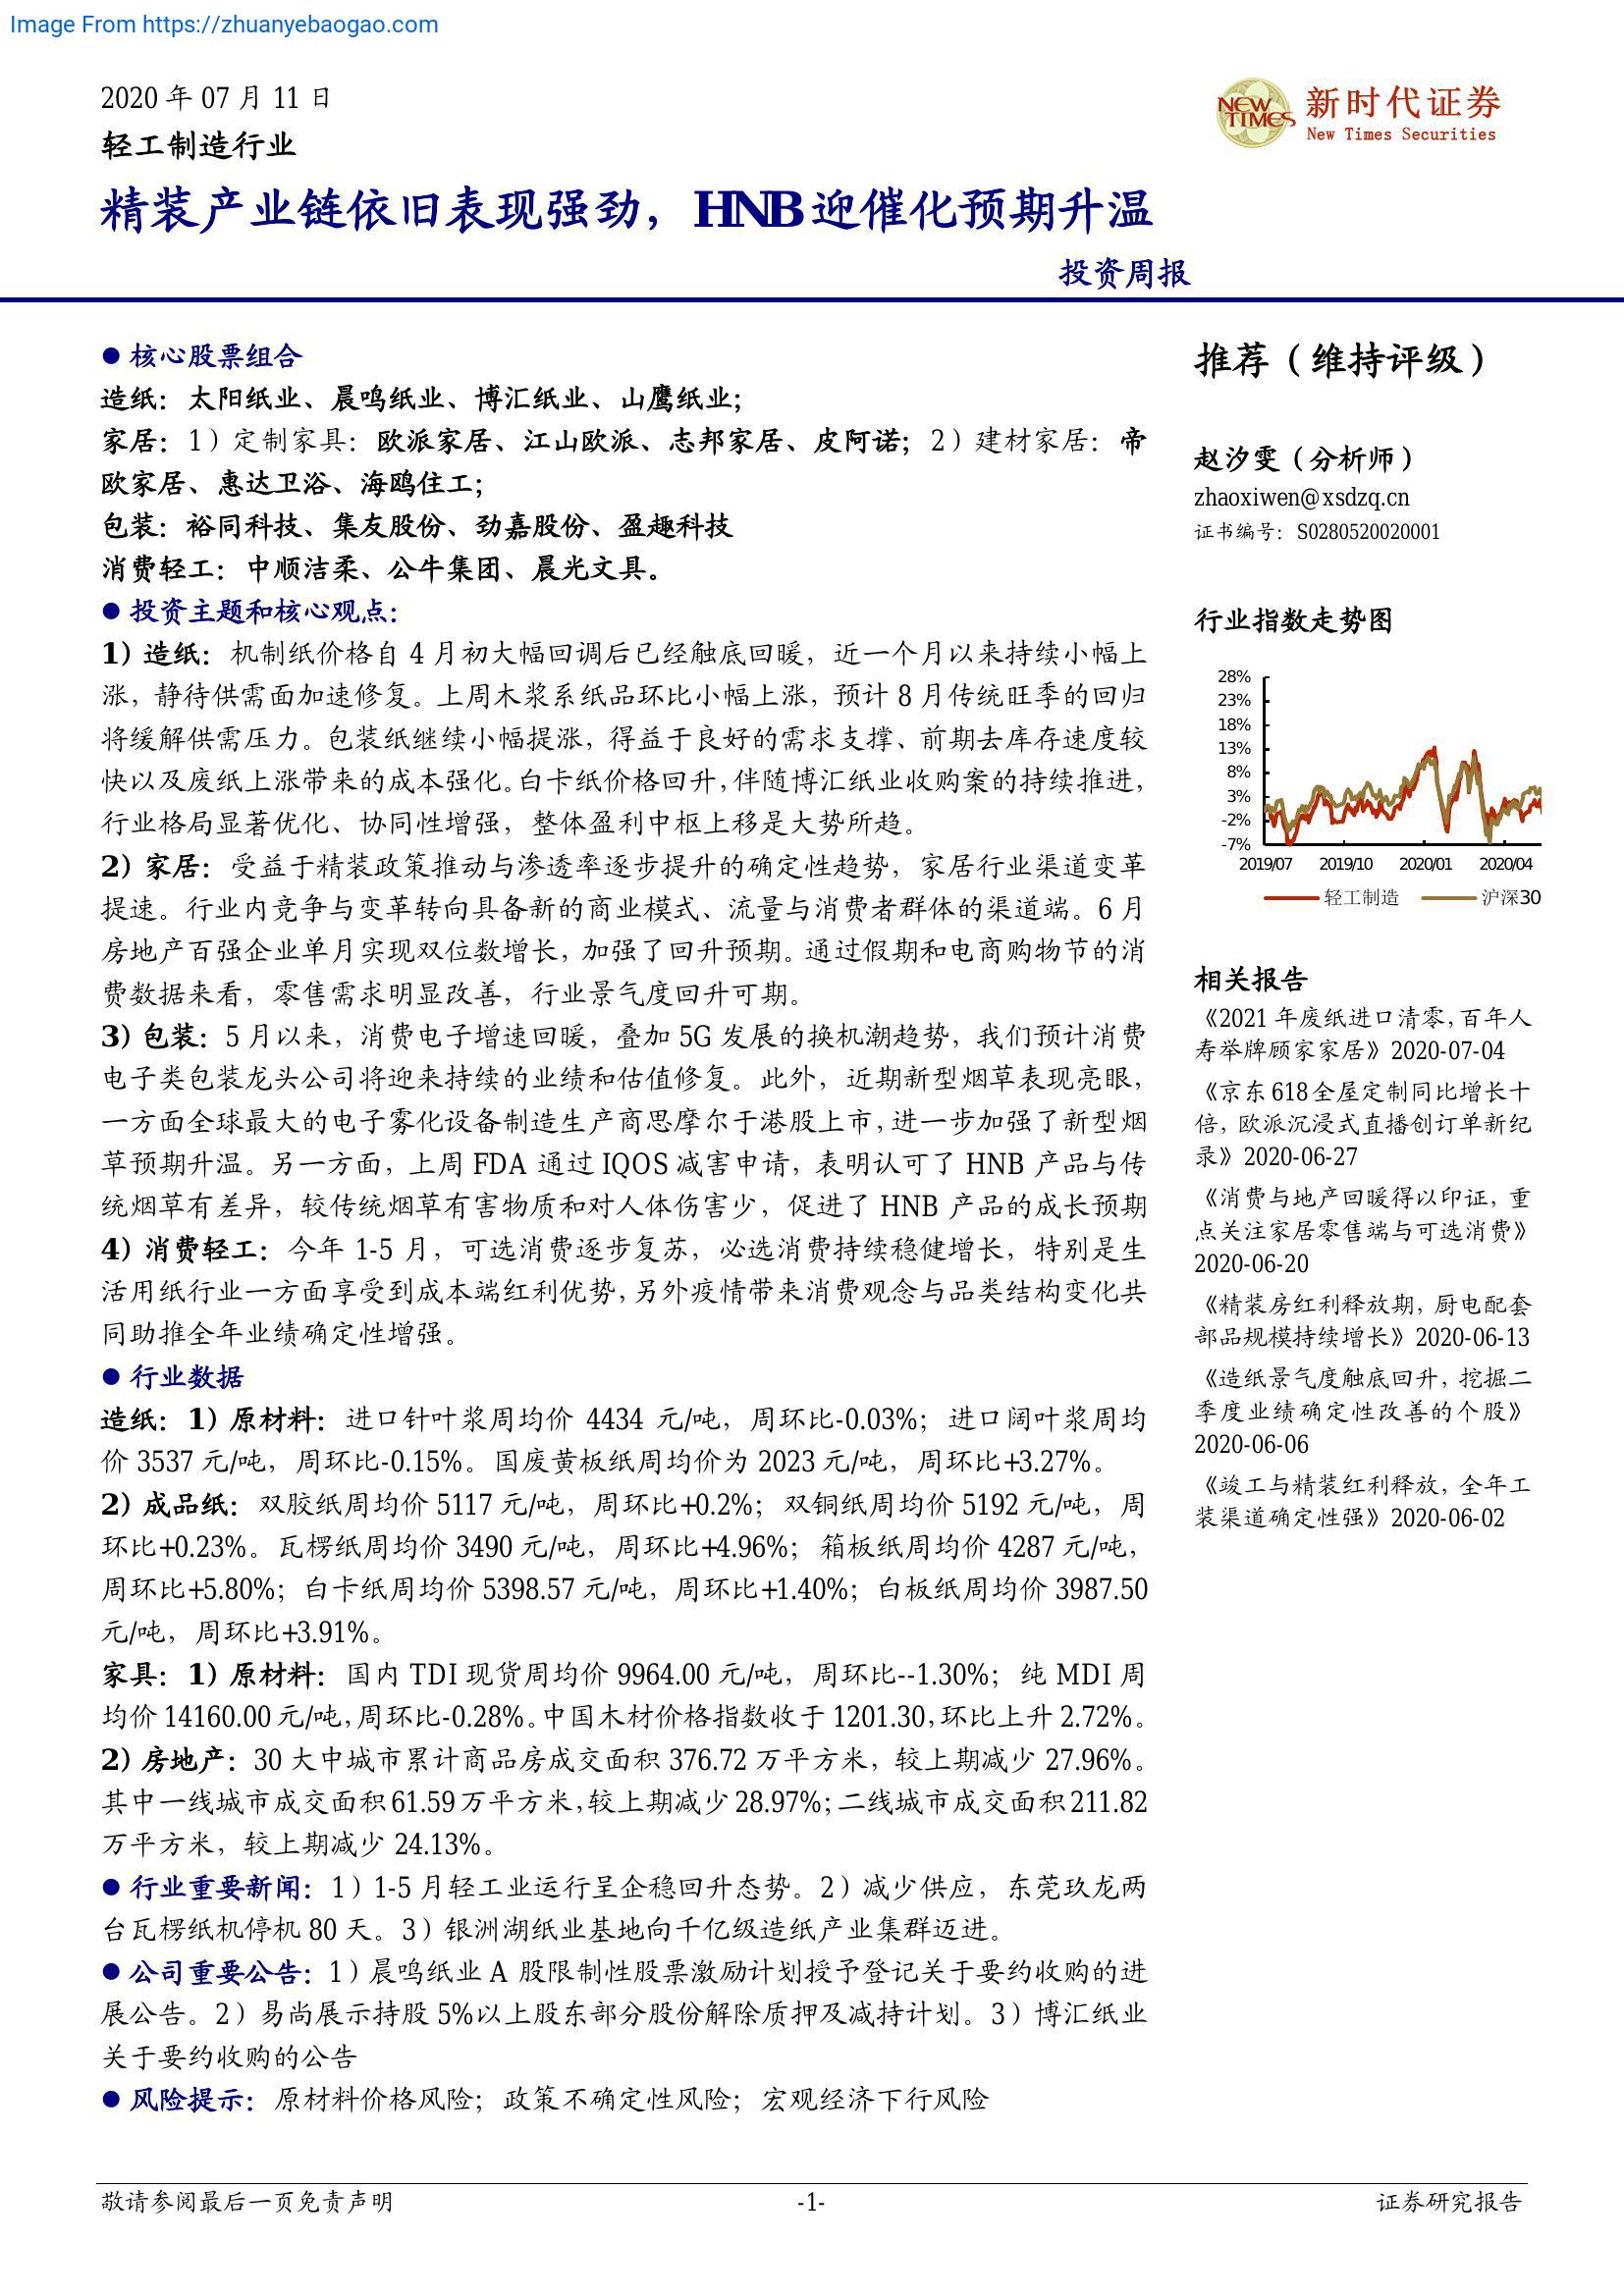 Image From https://zhuanyebaogao.com
2020 年 07 月 11 日
轻工制造行业
NEW TIMES
新时代证券
New Times Securities
精装产业链依旧表现强劲，HNB 迎催化预期升温
投资周报
● 核心股票组合
造纸：太阳纸业、晨鸣纸业、博汇纸业、山鹰纸业；
家居：1）定制家具：欧派家居、江山欧派、志邦家居、皮阿诺；2）建材家居：帝
欧家居、惠达卫浴、海鸥住工；
包装：裕同科技、集友股份、劲嘉股份、盈趣科技
消费轻工：中顺洁柔、公牛集团、晨光文具。
● 投资主题和核心观点：
1）造纸：机制纸价格自 4 月初大幅回调后已经触底回暖，近一个月以来持续小幅上
涨，静待供需面加速修复。上周木浆系纸品环比小幅上涨，预计 8 月传统旺季的回归
将缓解供需压力。包装纸继续小幅提涨，得益于良好的需求支撑、前期去库存速度较
快以及废纸上涨带来的成本强化。白卡纸价格回升，伴随博汇纸业收购案的持续推进，
行业格局显著优化、协同性增强，整体盈利中枢上移是大势所趋。
2）家居：受益于精装政策推动与渗透率逐步提升的确定性趋势，家居行业渠道变革
提速。行业内竞争与变革转向具备新的商业模式、流量与消费者群体的渠道端。6 月
房地产百强企业单月实现双位数增长，加强了回升预期。通过假期和电商购物节的消
费数据来看，零售需求明显改善，行业景气度回升可期。
3）包装：5 月以来，消费电子增速回暖，叠加 5G 发展的换机潮趋势，我们预计消费
电子类包装龙头公司将迎来持续的业绩和估值修复。此外，近期新型烟草表现亮眼，
一方面全球最大的电子雾化设备制造生产商思摩尔于港股上市，进一步加强了新型烟
草预期升温。另一方面，上周 FDA 通过 IQOS 减害申请，表明认可了 HNB 产品与传
统烟草有差异，较传统烟草有害物质和对人体伤害少，促进了 HNB 产品的成长预期
4）消费轻工：今年 1-5 月，可选消费逐步复苏，必选消费持续稳健增长，特别是生
活用纸行业一方面享受到成本端红利优势，另外疫情带来消费观念与品类结构变化共
同助推全年业绩确定性增强。
● 行业数据
造纸：1）原材料：进口针叶浆周均价 4434 元/吨，周环比-0.03%；进口阔叶浆周均
价 3537 元/吨，周环比-0.15%。国废黄板纸周均价为 2023 元/吨，周环比+3.27%。
2）成品纸：双胶纸周均价 5117 元/吨，周环比+0.2%；双铜纸周均价 5192 元/吨，周
环比+0.23%。瓦楞纸周均价 3490 元/吨，周环比+4.96%；箱板纸周均价 4287 元/吨，
周环比+5.80%；白卡纸周均价 5398.57 元/吨，周环比+1.40%；白板纸周均价 3987.50
元/吨，周环比+3.91%。
家具：1）原材料：国内 TDI 现货周均价 9964.00 元/吨，周环比--1.30%；纯 MDI 周
均价 14160.00 元/吨，周环比-0.28%。中国木材价格指数收于 1201.30，环比上升 2.72%。
2）房地产：30 大中城市累计商品房成交面积 376.72 万平方米，较上期减少 27.96%。
其中一线城市成交面积 61.59 万平方米，较上期减少 28.97%；二线城市成交面积 211.82
万平方米，较上期减少 24.13%。
● 行业重要新闻：1）1-5 月轻工业运行呈企稳回升态势。2）减少供应，东莞玖龙两
台瓦楞纸机停机 80 天。3）银洲湖纸业基地向千亿级造纸产业集群迈进。
● 公司重要公告：1）晨鸣纸业 A 股限制性股票激励计划授予登记关于要约收购的进
展公告。2）易尚展示持股 5%以上股东部分股份解除质押及减持计划。3）博汇纸业
关于要约收购的公告
● 风险提示：原材料价格风险；政策不确定性风险；宏观经济下行风险
推荐（维持评级）
赵汐雯（分析师）
zhaoxiwen@xsdzq.cn
证书编号：S0280520020001
行业指数走势图
28%
23%
18%
13%
8%
3%
-2%
-7%
2019/07 2019/10 2020/01 2020/04
轻工制造 沪深30
相关报告
《2021 年废纸进口清零，百年人
寿举牌顾家家居》2020-07-04
《京东 618 全屋定制同比增长十
倍，欧派沉浸式直播创订单新纪
录》2020-06-27
《消费与地产回暖得以印证，重
点关注家居零售端与可选消费》
2020-06-20
《精装房红利释放期，厨电配套
部品规模持续增长》2020-06-13
《造纸景气度触底回升，挖掘二
季度业绩确定性改善的个股》
2020-06-06
《竣工与精装红利释放，全年工
装渠道确定性强》2020-06-02
敬请参阅最后一页免责声明
-1-
证券研究报告